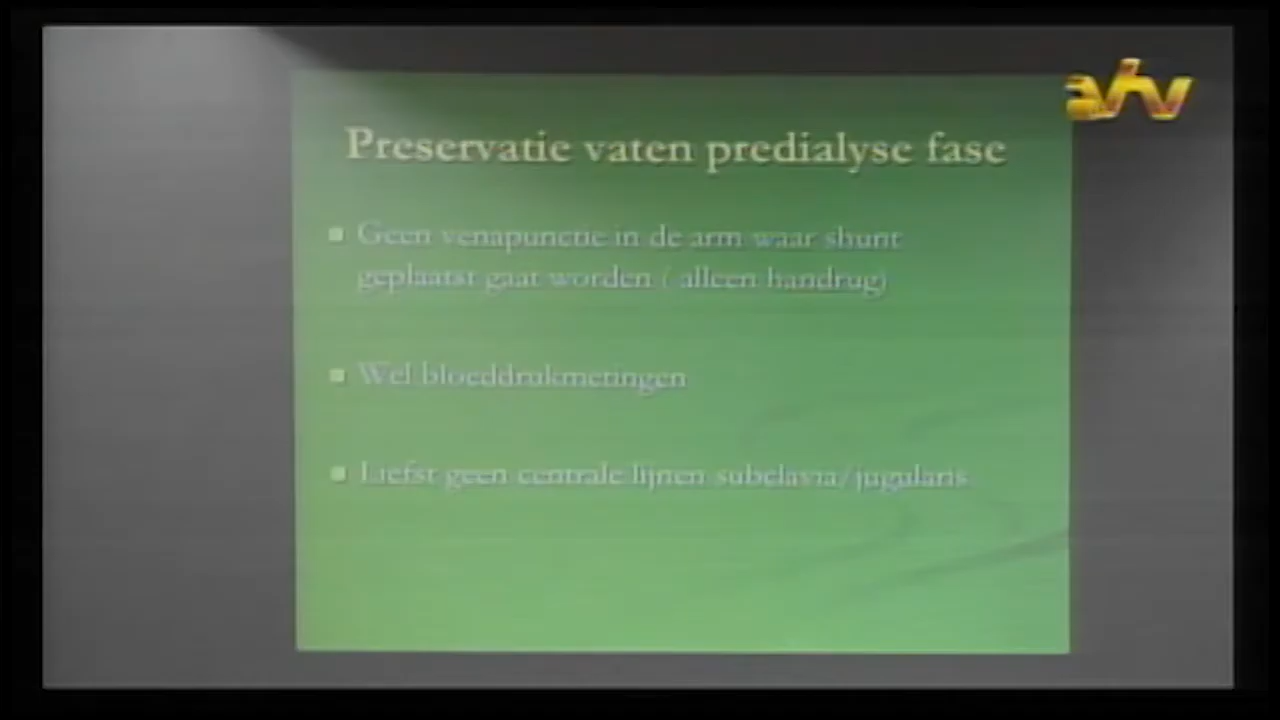 atv
Preservatie vaten predialyse fase
Geen venapunctie in de arm waar shunt
geplaatst gaat worden ( alleen handrug)
Wel bloeddrukmetingen
Liefst geen centrale lijnen subclavia/jugularis